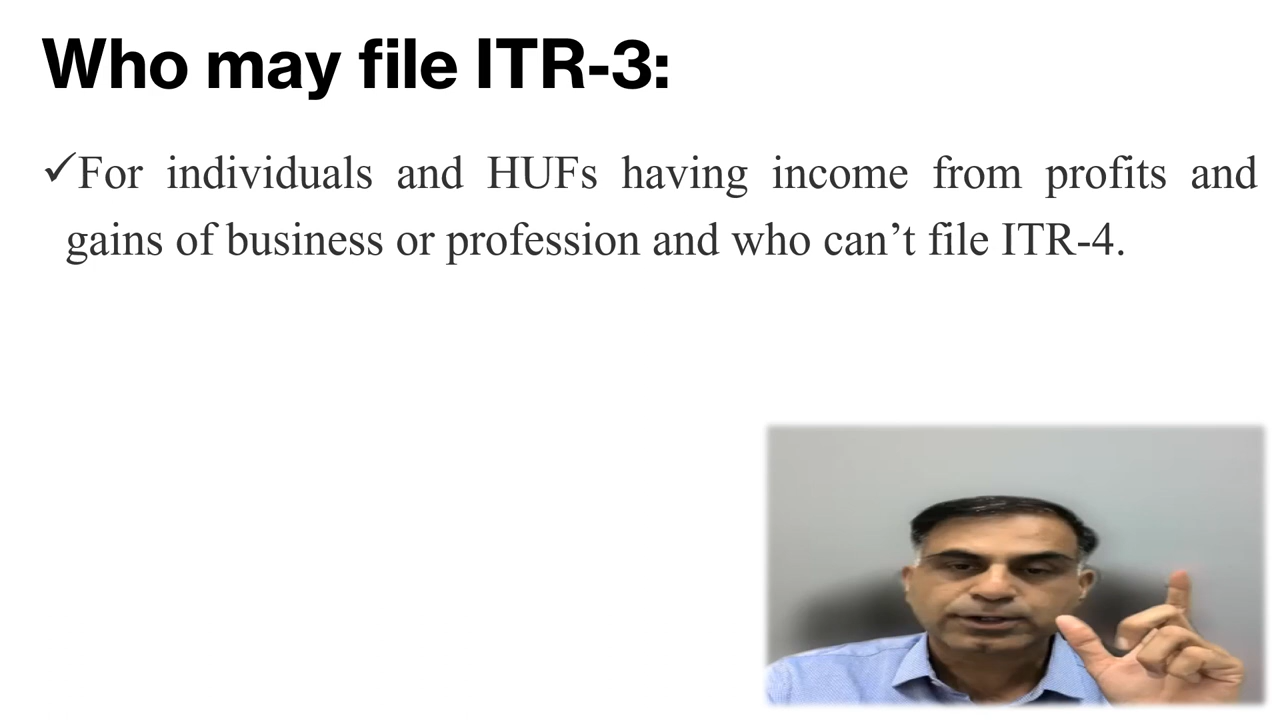 Who may file ITR-3:
✓For individuals and HUFs having income from profits and
gains of business or profession and who can’t file ITR-4.